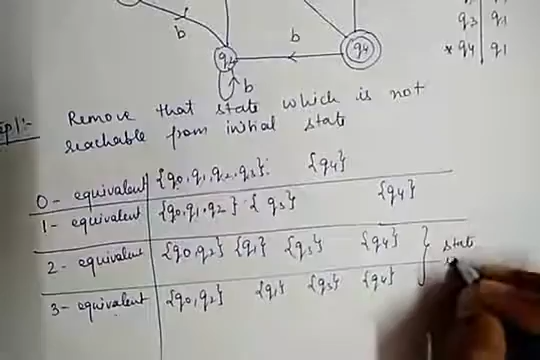 q3 q1
* q4 q1
b
b
q2
q4
b
Remove that state which is not
reachable from initial state
0 - equivalent {q0, q1, q2, q3} {q4}
1 - equivalent {q0, q1, q2} {q3} {q4}
2 - equivalent {q0, q2} {q1} {q3} {q4}
state
3 - equivalent {q0, q2} {q1} {q3} {q4}